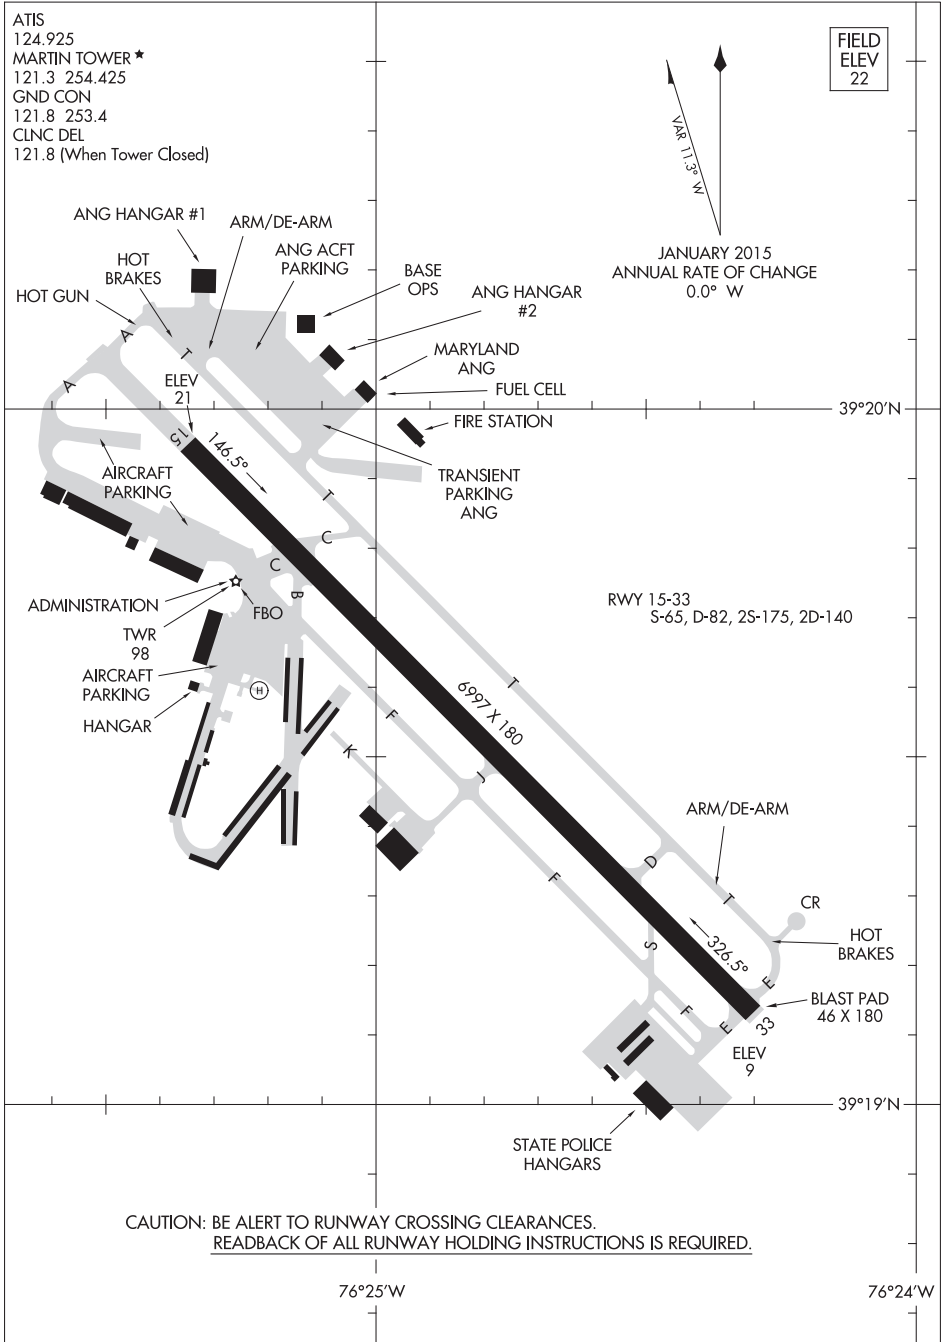 ATIS
124.925
MARTIN TOWER ★
121.3 254.425
GND CON
121.8 253.4
CLNC DEL
121.8 (When Tower Closed)
FIELD
ELEV
22
VAR 11.3° W
JANUARY 2015
ANNUAL RATE OF CHANGE
0.0° W
ANG HANGAR #1
ARM/DE-ARM
HOT
BRAKES
ANG ACFT
PARKING
HOT GUN
BASE
OPS
ANG HANGAR
#2
MARYLAND
ANG
FUEL CELL
FIRE STATION
A
A
T
ELEV
21
15
146.5°
39°20'N
AIRCRAFT
PARKING
TRANSIENT
PARKING
ANG
T
C
C
B
ADMINISTRATION
TWR
98
FBO
AIRCRAFT
PARKING
H
HANGAR
RWY 15-33
S-65, D-82, 2S-175, 2D-140
T
6997 X 180
F
K
J
ARM/DE-ARM
D
F
T
CR
S
326.5°
HOT
BRAKES
E
F
E
33
BLAST PAD
46 X 180
ELEV
9
39°19'N
STATE POLICE
HANGARS
CAUTION: BE ALERT TO RUNWAY CROSSING CLEARANCES.
READBACK OF ALL RUNWAY HOLDING INSTRUCTIONS IS REQUIRED.
76°25'W
76°24'W